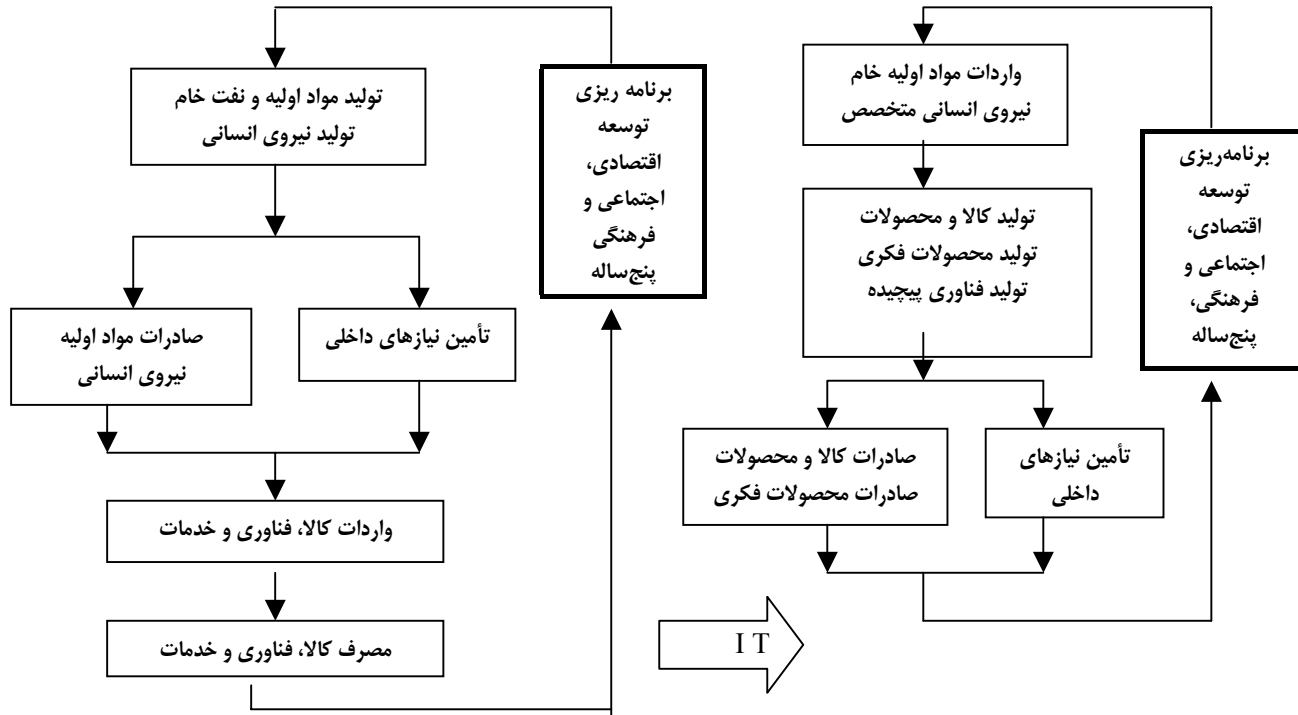 تولید مواد اولیه و نفت خام
تولید نیروی انسانی
برنامه ریزی
توسعه
اقتصادی،
اجتماعی و
فرهنگی
پنج‌ساله
صادرات مواد اولیه
نیروی انسانی
تأمین نیازهای داخلی
واردات کالا، فناوری و خدمات
مصرف کالا، فناوری و خدمات
I T
واردات مواد اولیه خام
نیروی انسانی متخصص
برنامه‌ریزی
توسعه
اقتصادی،
اجتماعی و
فرهنگی،
پنج‌ساله
تولید کالا و محصولات
تولید محصولات فکری
تولید فناوری پیچیده
صادرات کالا و محصولات
صادرات محصولات فکری
تأمین نیازهای
داخلی